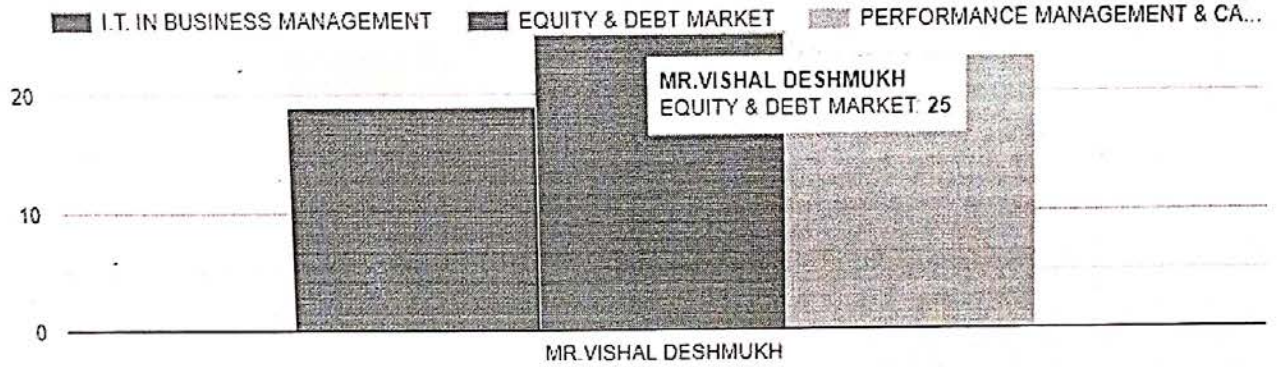 I.T. IN BUSINESS MANAGEMENT
EQUITY & DEBT MARKET
PERFORMANCE MANAGEMENT & CA...
20
MR.VISHAL DESHMUKH
EQUITY & DEBT MARKET: 25
10
0
MR.VISHAL DESHMUKH